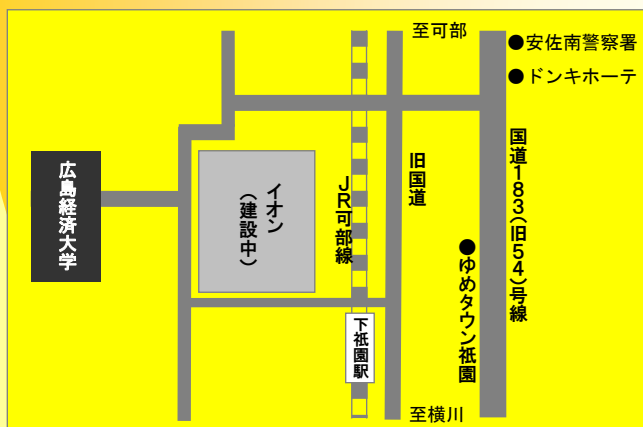 至可部
●安佐南警察署
●ドンキホーテ
国道183(旧54)号線
旧国道
JR可部線
イオン
(建設中)
広島経済大学
●ゆめタウン祇園
下祇園駅
至横川